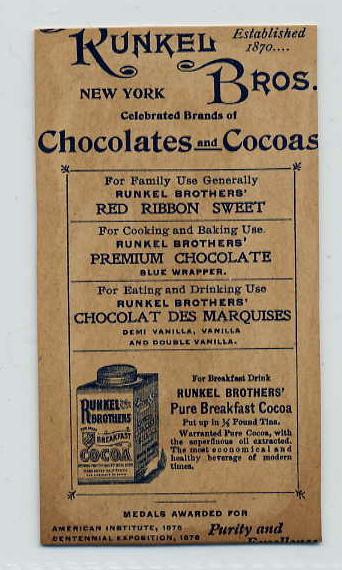 RUNKEL
Established
1870....
BROS.
NEW YORK
Celebrated Brands of
Chocolates and Cocoas
For Family Use Generally
RUNKEL BROTHERS'
RED RIBBON SWEET
For Cooking and Baking Use
RUNKEL BROTHERS'
PREMIUM CHOCOLATE
BLUE WRAPPER.
For Eating and Drinking Use
RUNKEL BROTHERS'
CHOCOLAT DES MARQUISES
DEMI VANILLA, VANILLA
AND DOUBLE VANILLA.
For Breakfast Drink
RUNKEL BROTHERS'
Pure Breakfast Cocoa
Put up in ½ Pound Tins.
Warranted Pure Cocoa, with
the superfluous oil extracted.
The most economical and
healthy beverage of modern
times.
RUNKEL
BROTHERS
BREAKFAST
COCOA
MEDALS AWARDED FOR
AMERICAN INSTITUTE, 1876
CENTENNIAL EXPOSITION, 1876
Purity and